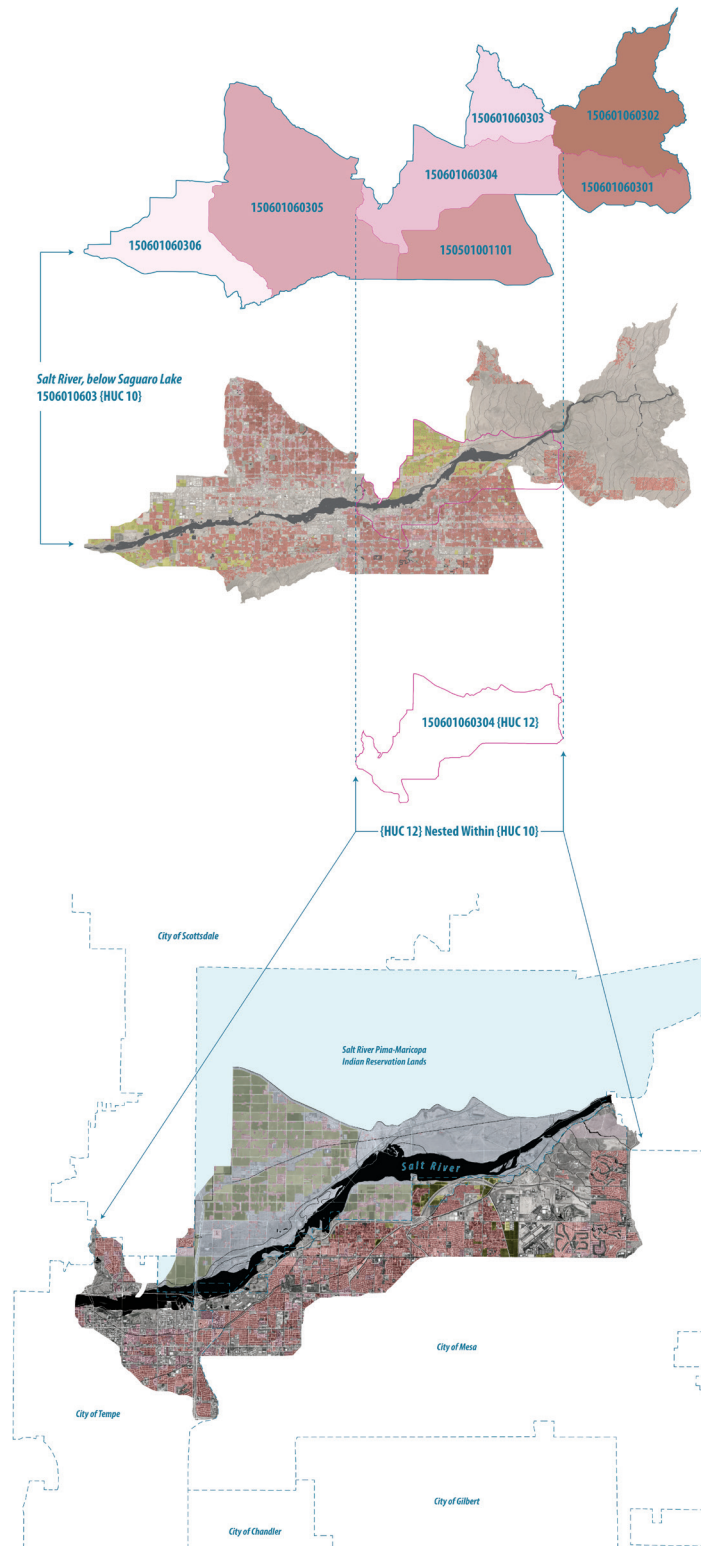 150601060303
150601060302
150601060304
150601060301
150601060305
150601060306
150501001101
Salt River, below Saguaro Lake
1506010603 {HUC 10}
150601060304 {HUC 12}
{HUC 12} Nested Within {HUC 10}
City of Scottsdale
Salt River Pima-Maricopa
Indian Reservation Lands
Salt River
City of Mesa
City of Tempe
City of Gilbert
City of Chandler